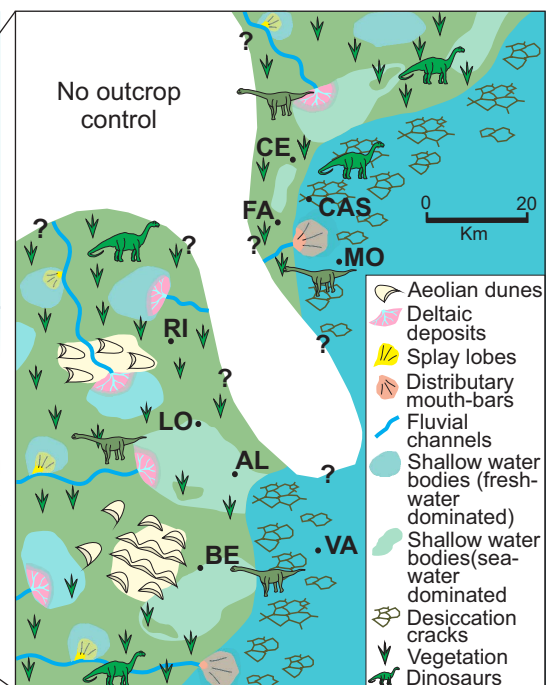 No outcrop
control
?
CE
CAS
FA
?
MO
0 20
Km
?
?
RI
?
?
LO
AL
?
VA
BE
Aeolian dunes
Deltaic
deposits
Splay lobes
Distributary
mouth-bars
Fluvial
channels
Shallow water
bodies (fresh-
water
dominated)
Shallow water
bodies(sea-
water
dominated
Desiccation
cracks
Vegetation
Dinosaurs